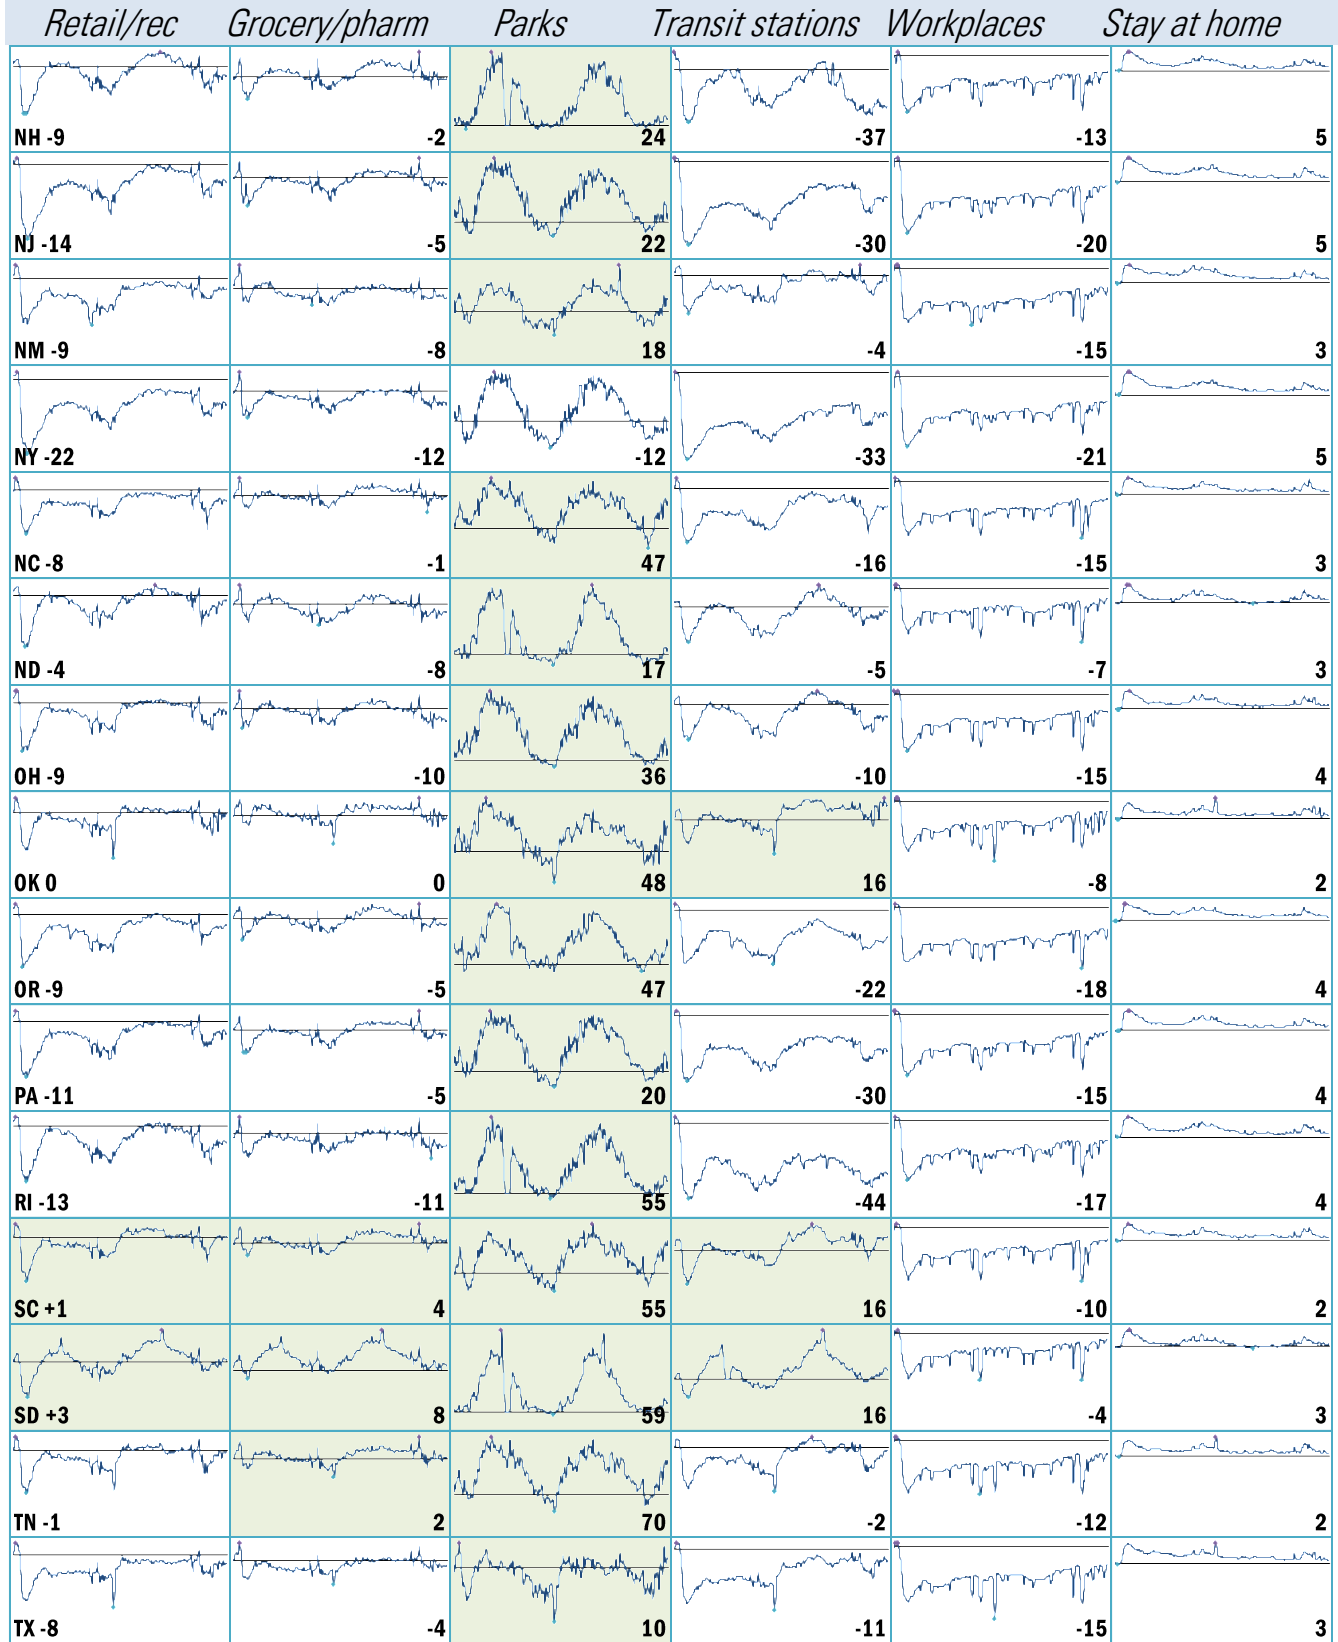 Retail/rec Grocery/pharm Parks Transit stations Workplaces Stay at home
NH -9 -2 24 -37 -13 5
NJ -14 -5 22 -30 -20 5
NM -9 -8 18 -4 -15 3
NY -22 -12 -12 -33 -21 5
NC -8 -1 47 -16 -15 3
ND -4 -8 17 -5 -7 3
OH -9 -10 36 -10 -15 4
OK 0 0 48 16 -8 2
OR -9 -5 47 -22 -18 4
PA -11 -5 20 -30 -15 4
RI -13 -11 55 -44 -17 4
SC +1 4 55 16 -10 2
SD +3 8 59 16 -4 3
TN -1 2 70 -2 -12 2
TX -8 -4 10 -11 -15 3